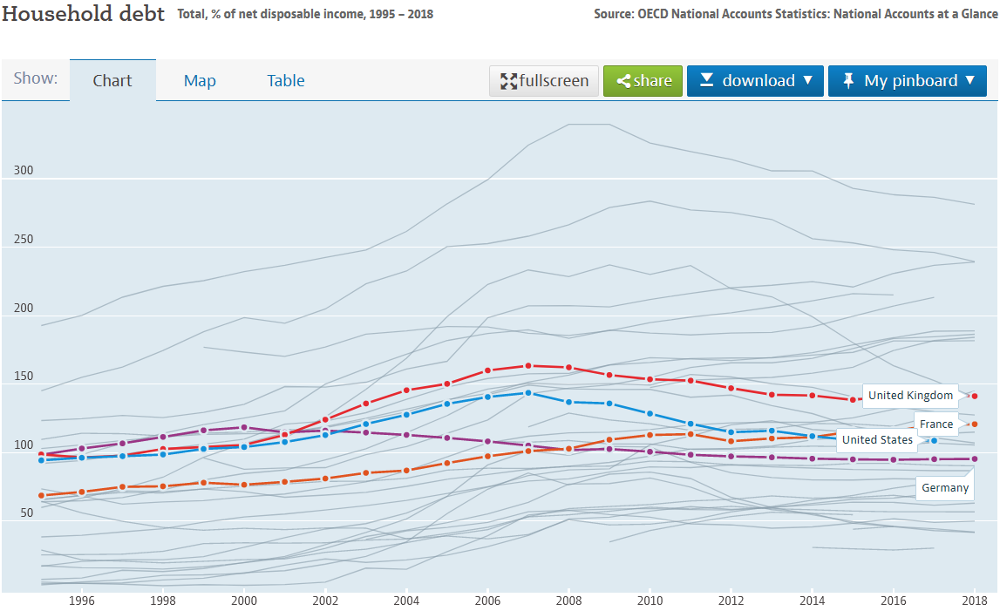 Household debt Total, % of net disposable income, 1995 – 2018 Source: OECD National Accounts Statistics: National Accounts at a Glance
Show: Chart Map Table fullscreen share download ▼ My pinboard ▼
300
250
200
150
United Kingdom
France
100
United States
Germany
50
1996 1998 2000 2002 2004 2006 2008 2010 2012 2014 2016 2018